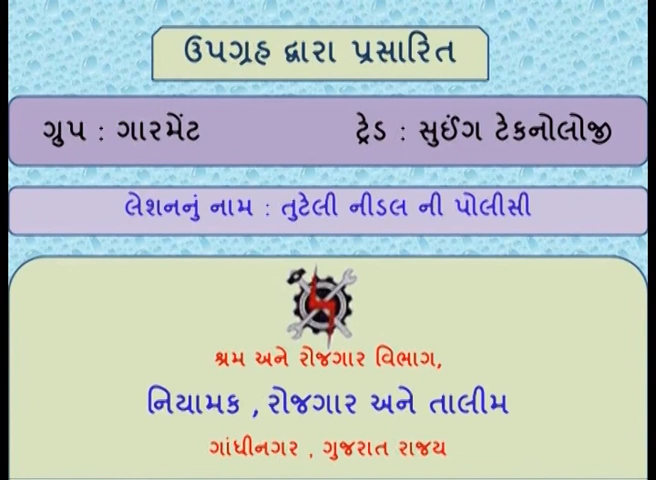 ઉપગ્રહ દ્વારા પ્રસારિત
ગ્રુપ : ગારમેંટ ટ્રેડ : સુઈંગ ટેકનોલોજી
લેશનનું નામ : તુટેલી નીડલ ની પોલીસી
શ્રમ અને રોજગાર વિભાગ,
નિયામક , રોજગાર અને તાલીમ
ગાંધીનગર , ગુજરાત રાજય